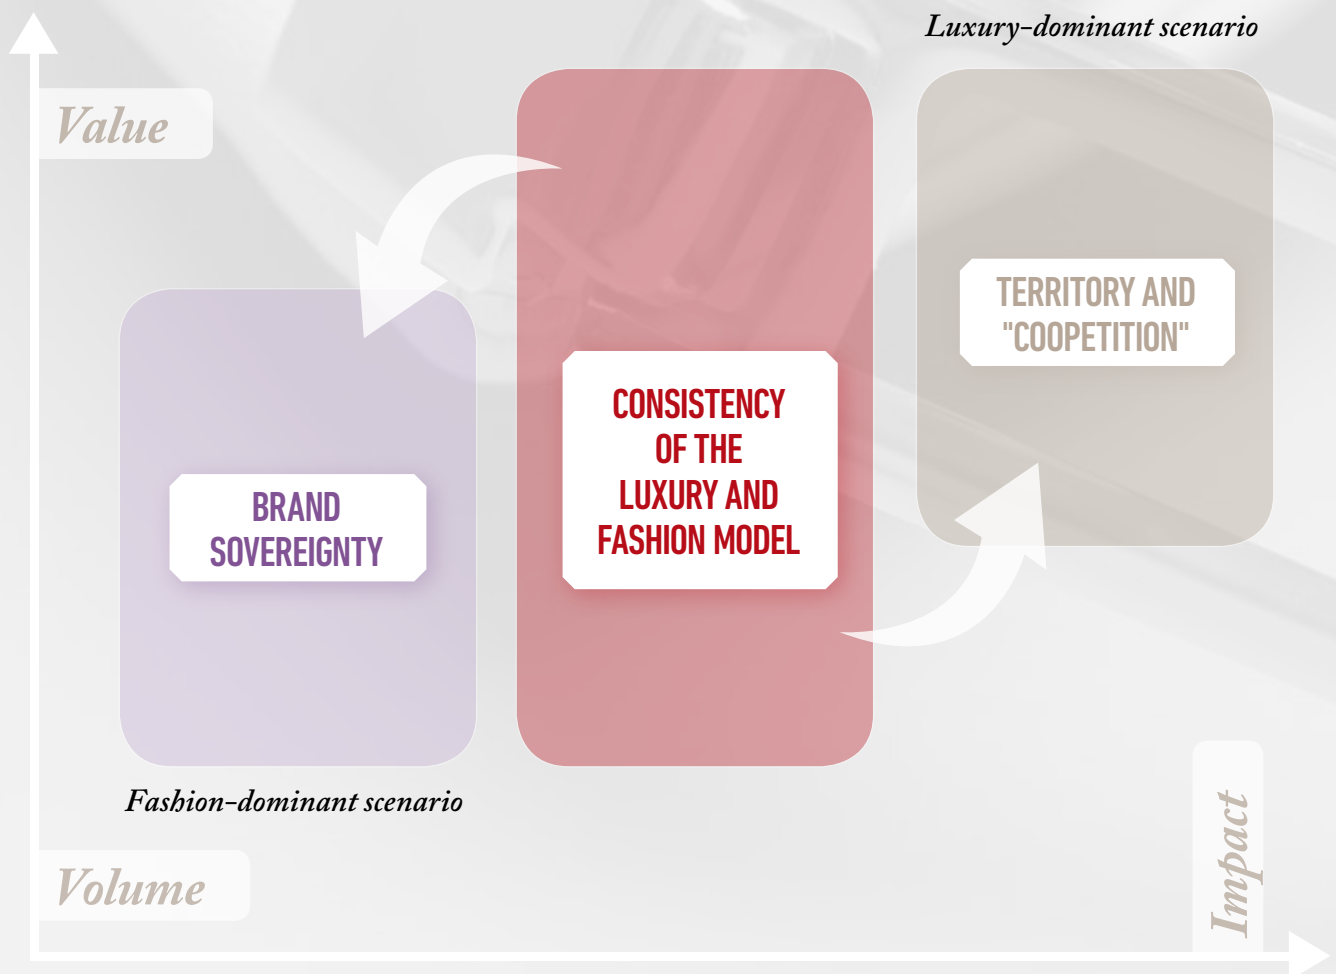 Luxury-dominant scenario
Value
TERRITORY AND
"COOPETITION"
CONSISTENCY
OF THE
LUXURY AND
FASHION MODEL
BRAND
SOVEREIGNTY
Fashion-dominant scenario
Volume
Impact